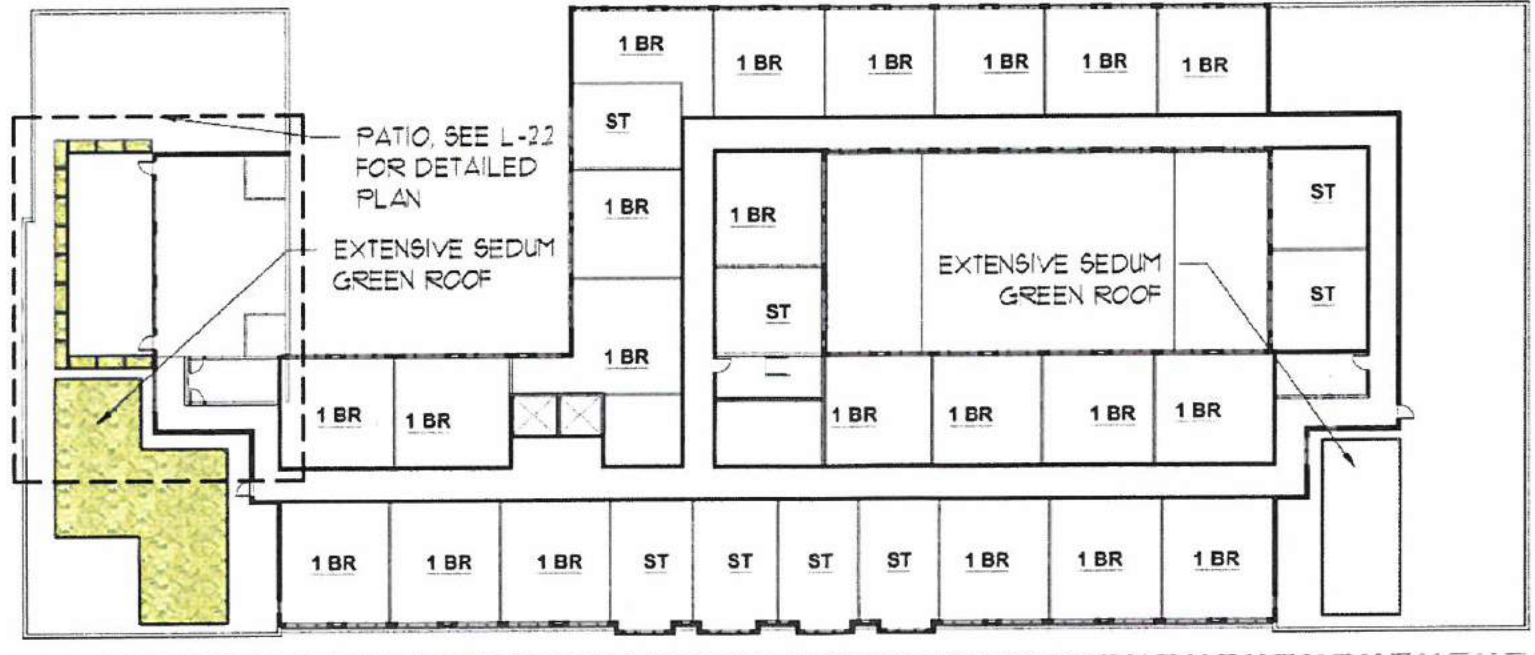 1 BR
1 BR
1 BR
1 BR
1 BR
1 BR
ST
PATIO, SEE L-22
FOR DETAILED
PLAN
1 BR
1 BR
ST
EXTENSIVE SEDUM
GREEN ROOF
EXTENSIVE SEDUM
GREEN ROOF
ST
ST
1 BR
1 BR
1 BR
1 BR
1 BR
1 BR
1 BR
1 BR
1 BR
1 BR
ST
ST
ST
ST
1 BR
1 BR
1 BR